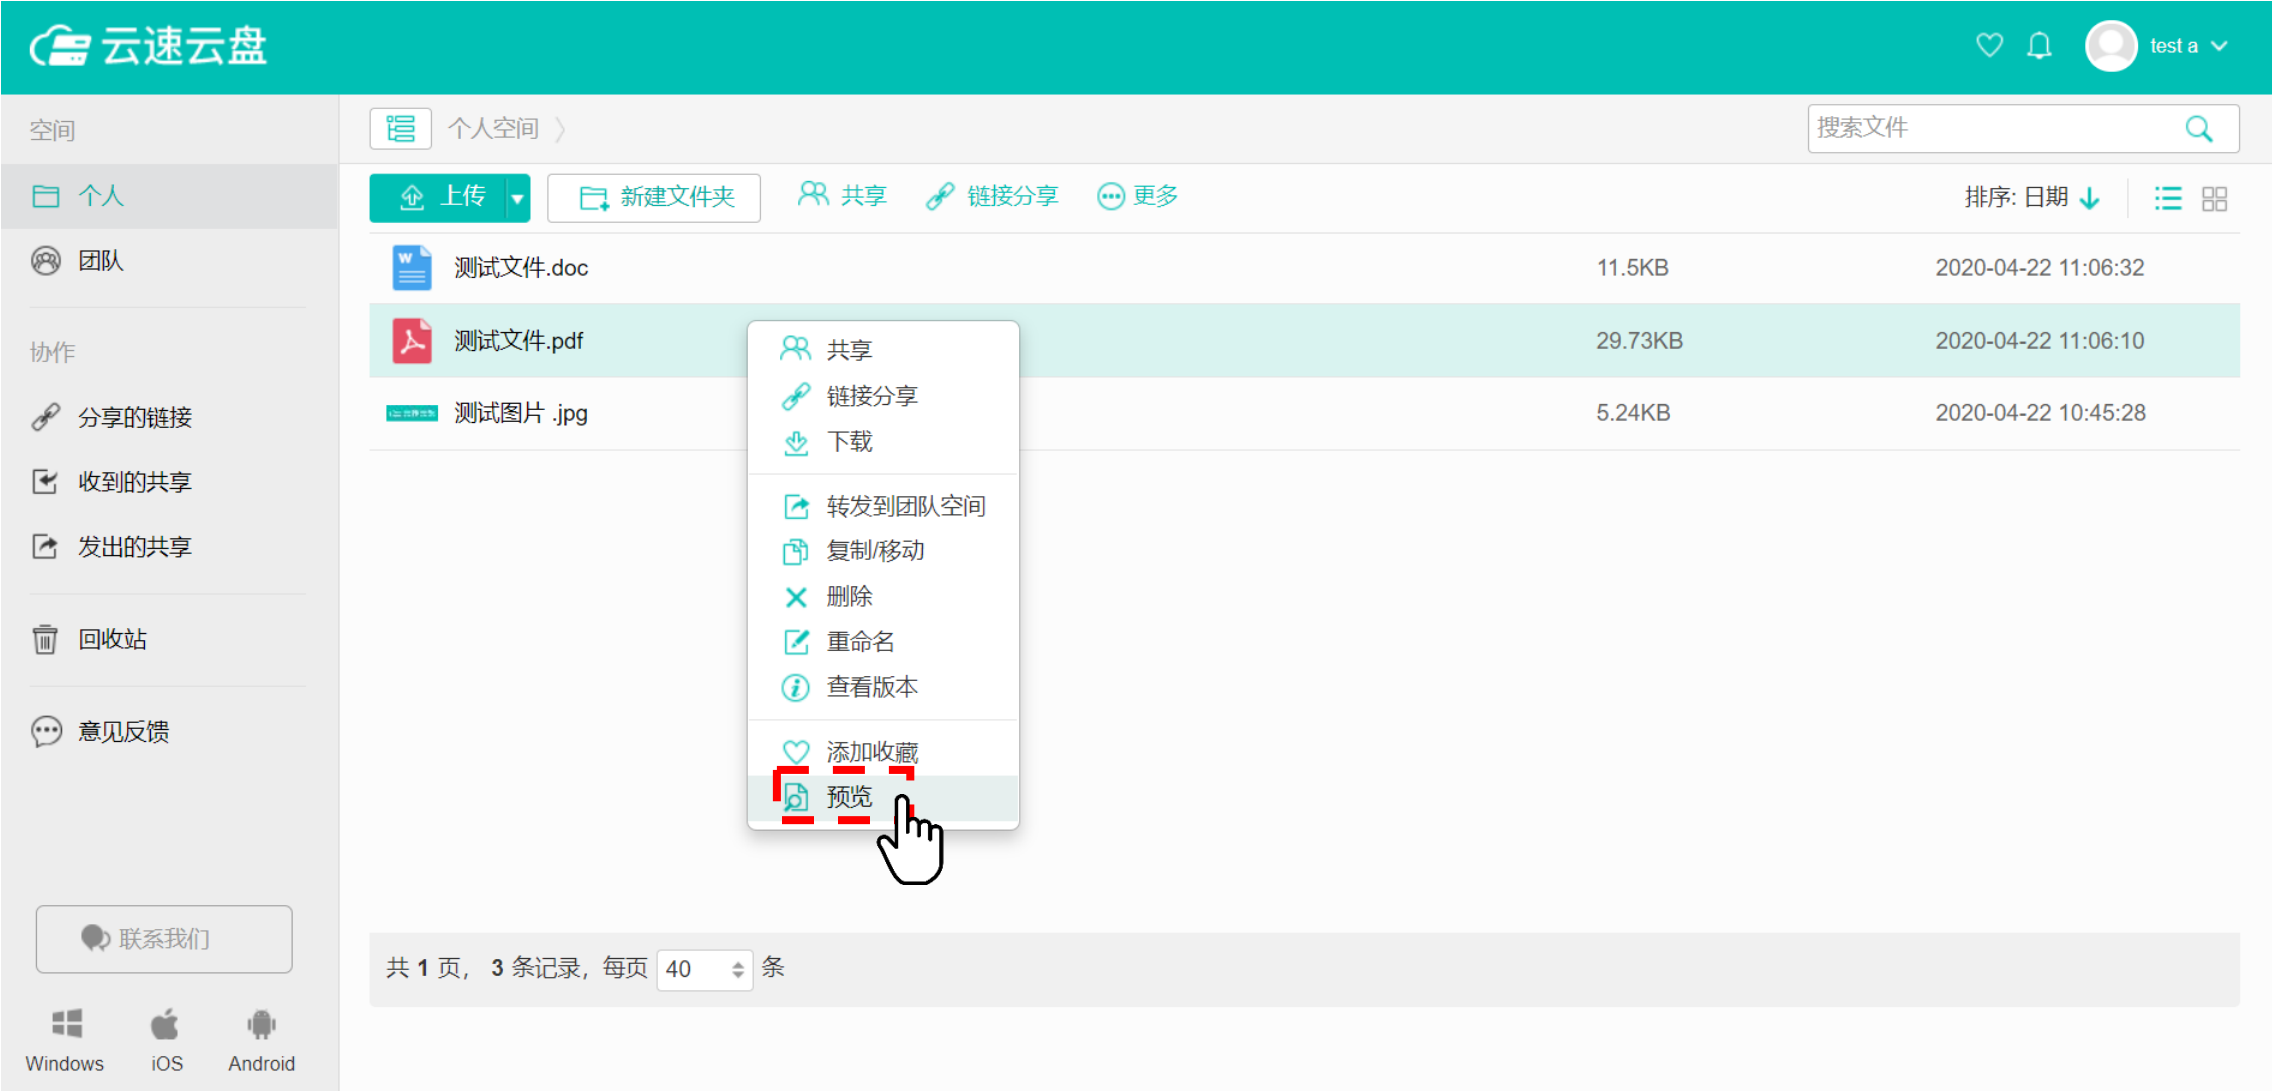 云速云盘
test a
空间
个人空间
搜索文件
个人
上传
新建文件夹
共享
链接分享
更多
排序: 日期
团队
测试文件.doc
11.5KB
2020-04-22 11:06:32
测试文件.pdf
29.73KB
2020-04-22 11:06:10
测试图片 .jpg
5.24KB
2020-04-22 10:45:28
协作
分享的链接
收到的共享
发出的共享
回收站
意见反馈
共享
链接分享
下载
转发到团队空间
复制/移动
删除
重命名
查看版本
添加收藏
预览
联系我们
Windows
iOS
Android
共 1 页， 3 条记录，每页 40 条